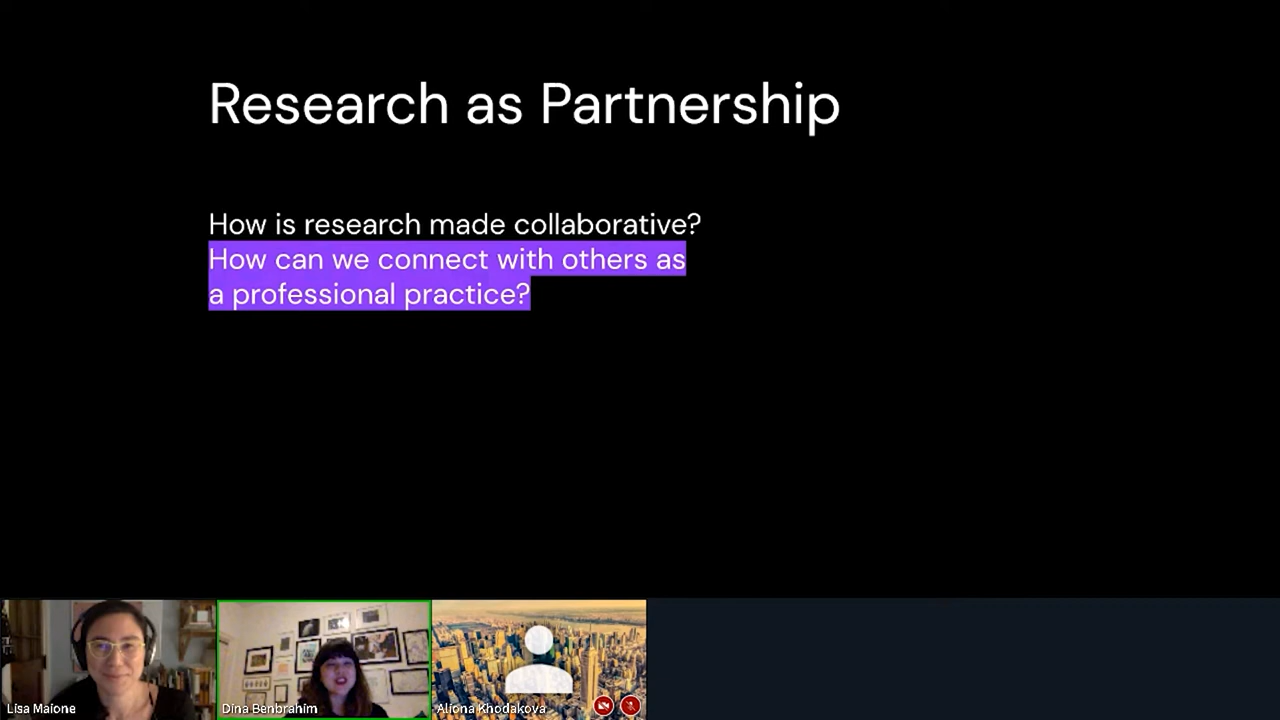 Research as Partnership
How is research made collaborative?
How can we connect with others as
a professional practice?
Lisa Maione
Dina Benbrahim
Aliona Khodakova